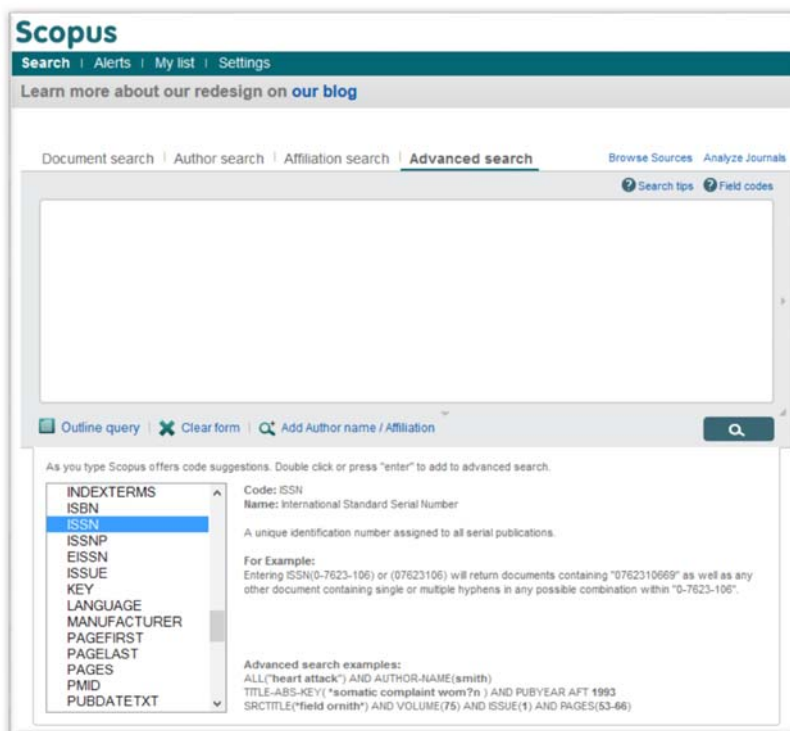 Scopus
Search | Alerts | My list | Settings
Learn more about our redesign on our blog
Document search | Author search | Affiliation search | Advanced search Browse Sources Analyze Journals
Search tips Field codes
Outline query | Clear form | Add Author name / Affiliation
As you type Scopus offers code suggestions. Double click or press "enter" to add to advanced search.
INDEXTERMS
ISBN
ISSN
ISSNP
EISSN
ISSUE
KEY
LANGUAGE
MANUFACTURER
PAGEFIRST
PAGELAST
PAGES
PMID
PUBDATETXT
Code: ISSN
Name: International Standard Serial Number
A unique identification number assigned to all serial publications.
For Example:
Entering ISSN(0-7623-106) or (07623106) will return documents containing "0762310669" as well as any
other document containing single or multiple hyphens in any possible combination within "0-7623-106".
Advanced search examples:
ALL("heart attack") AND AUTHOR-NAME(smith)
TITLE-ABS-KEY( *somatic complaint wom?n ) AND PUBYEAR AFT 1993
SRCTITLE(*field ornith*) AND VOLUME(75) AND ISSUE(1) AND PAGES(53-66)